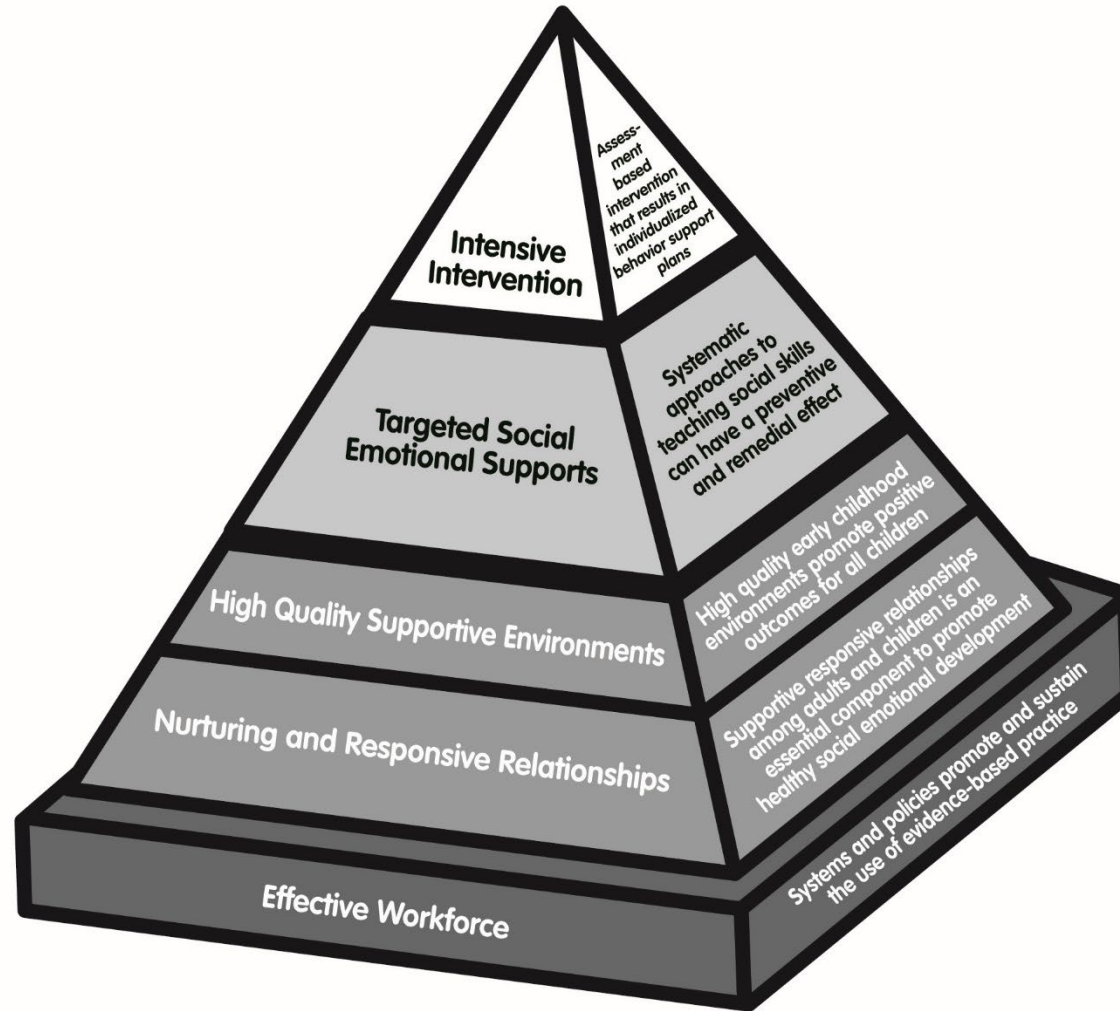 Intensive
Intervention
Assess-
ment
based
intervention
that results in
individualized
behavior support
plans
Targeted Social
Emotional Supports
Systematic
approaches to
teaching social skills
can have a preventive
and remedial effect
High Quality Supportive Environments
High quality early childhood
environments promote positive
outcomes for all children
Nurturing and Responsive Relationships
Supportive responsive relationships
among adults and children is an
essential component to promote
healthy social emotional development
Effective Workforce
Systems and policies promote and sustain
the use of evidence-based practice